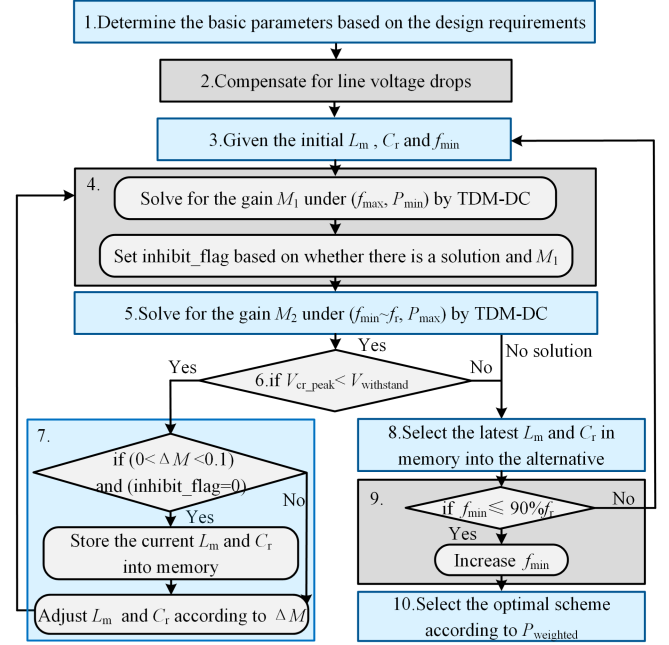 1.Determine the basic parameters based on the design requirements
2.Compensate for line voltage drops
3.Given the initial Lm , Cr and fmin
4.
Solve for the gain M1 under (fmax, Pmin) by TDM-DC
Set inhibit_flag based on whether there is a solution and M1
5.Solve for the gain M2 under (fmin~fr, Pmax) by TDM-DC
Yes
No solution
Yes
6.if Vcr_peak< Vwithstand
No
7.
if (0<ΔM<0.1)
and (inhibit_flag=0)
No
Yes
Store the current Lm and Cr
into memory
Adjust Lm and Cr according to ΔM
8.Select the latest Lm and Cr in
memory into the alternative
9.
if fmin⩽ 90%fr
No
Yes
Increase fmin
10.Select the optimal scheme
according to Pweighted